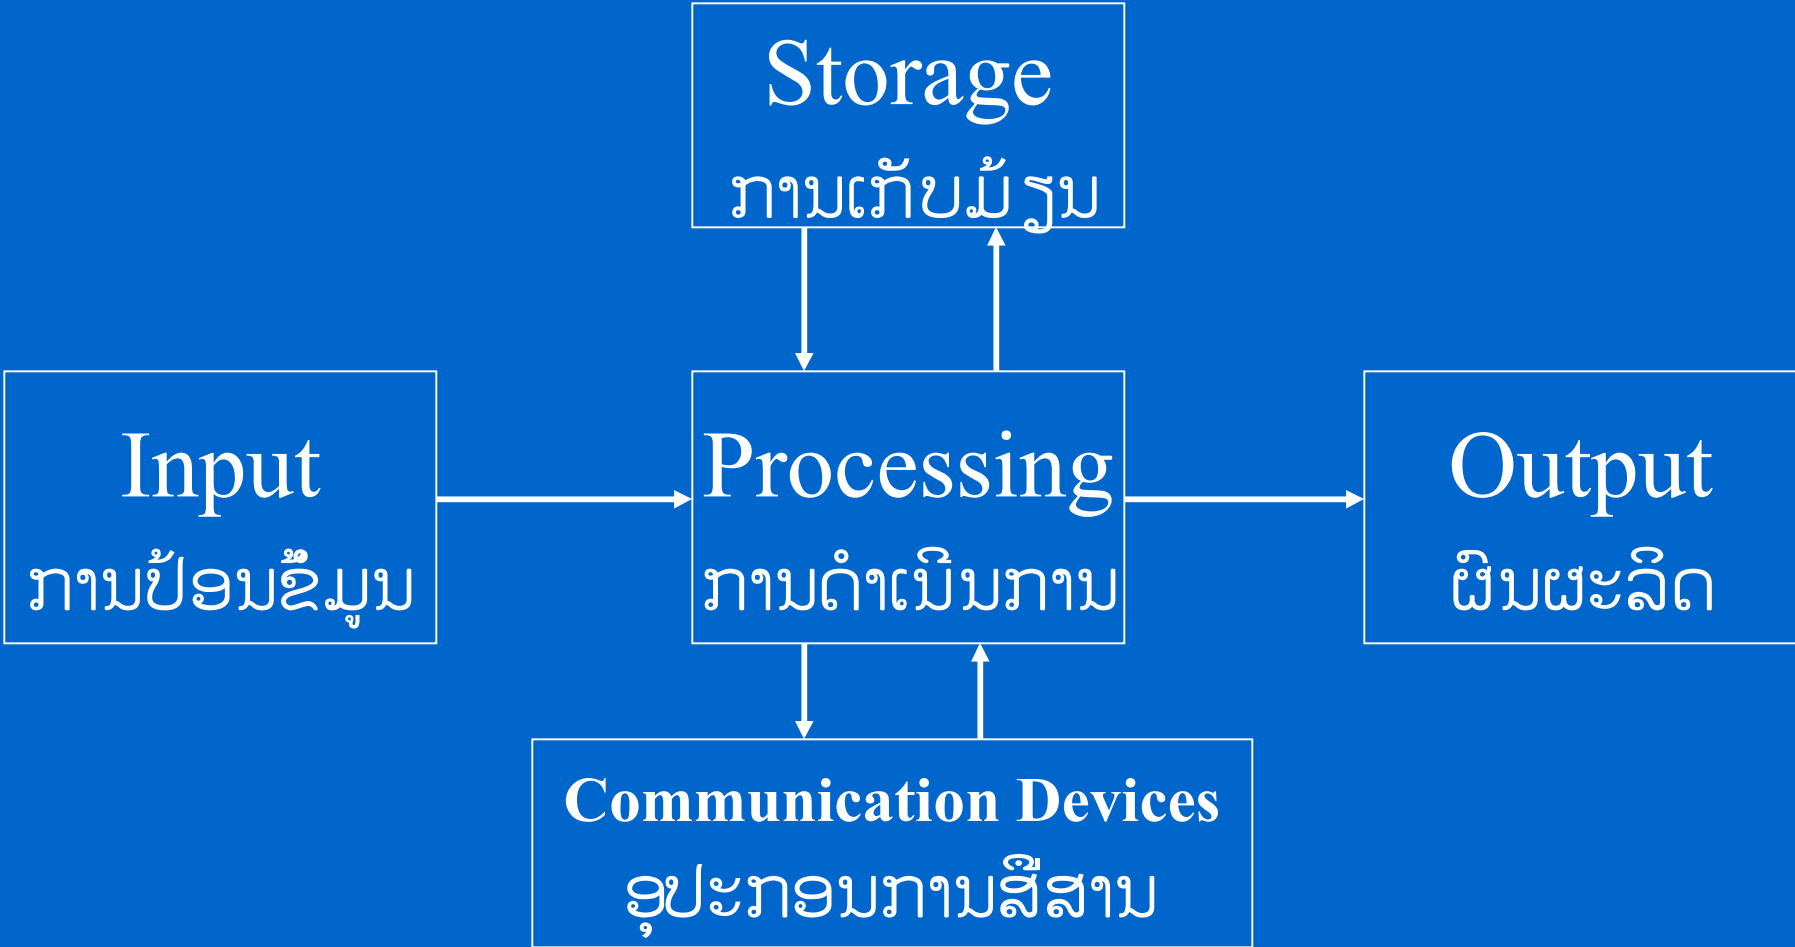 Storage
ການເກັບມ້ຽນ
Input
ການປ້ອນຂໍ້ມູນ
Processing
ການດຳເນີນການ
Output
ຜົນຜະລິດ
Communication Devices
ອຸປະກອນການສື່ສານ